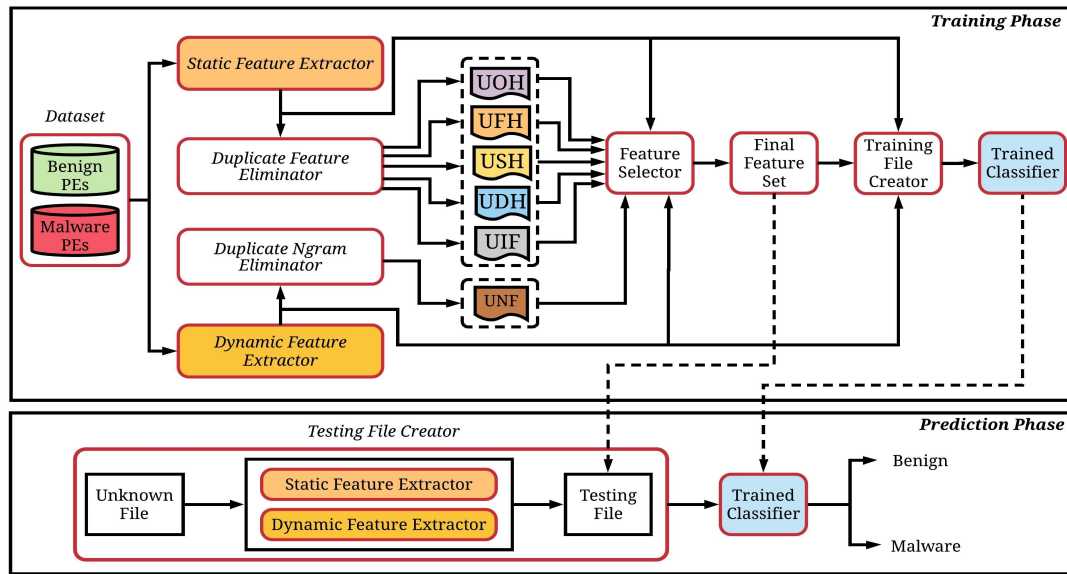 Training Phase
Static Feature Extractor
Dataset
Benign
PEs
Malware
PEs
Duplicate Feature
Eliminator
Duplicate Ngram
Eliminator
Dynamic Feature
Extractor
UOH
UFH
USH
UDH
UIF
UNF
Feature
Selector
Final
Feature
Set
Training
File
Creator
Trained
Classifier
Prediction Phase
Testing File Creator
Unknown
File
Static Feature Extractor
Dynamic Feature Extractor
Testing
File
Trained
Classifier
Benign
Malware